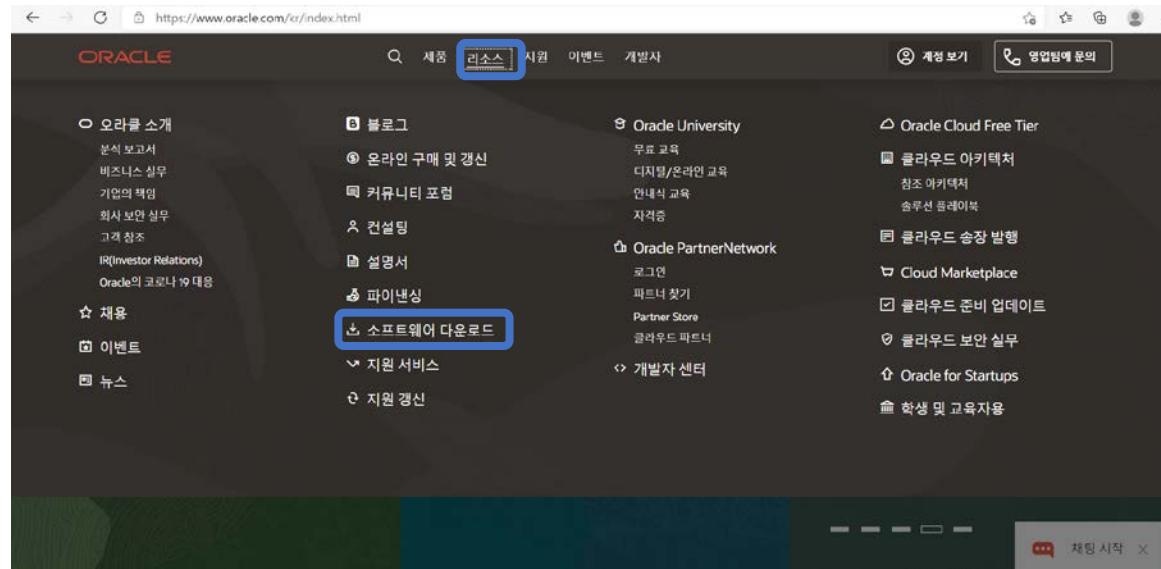 https://www.oracle.com/kr/index.html
ORACLE
제품
리소스
지원
이벤트
개발자
계정 보기
영업팀에 문의
오라클 소개
분석 보고서
비즈니스 실무
기업의 책임
회사 보안 실무
고객 참조
IR(Investor Relations)
Oracle의 코로나 19 대응
채용
이벤트
뉴스
블로그
온라인 구매 및 갱신
커뮤니티 포럼
컨설팅
설명서
파이낸싱
소프트웨어 다운로드
지원 서비스
지원 갱신
Oracle University
무료 교육
디지털/온라인 교육
안내식 교육
자격증
Oracle PartnerNetwork
로그인
파트너 찾기
Partner Store
클라우드 파트너
개발자 센터
Oracle Cloud Free Tier
클라우드 아키텍처
참조 아키텍처
솔루션 플레이북
클라우드 송장 발행
Cloud Marketplace
클라우드 준비 업데이트
클라우드 보안 실무
Oracle for Startups
학생 및 교육자용
채팅 시작